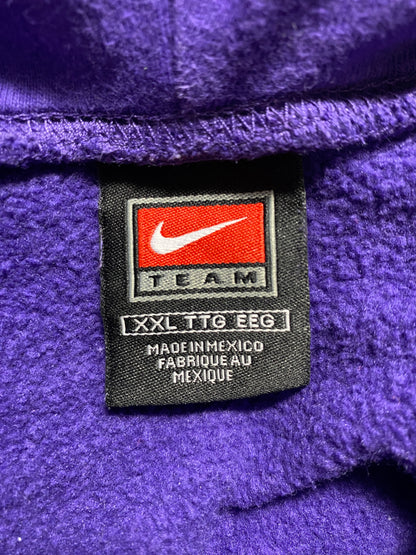 TEAM
XXL TTG EEG
MADE IN MEXICO
FABRIQUE AU
MEXIQUE